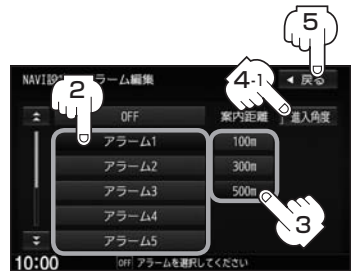 5
4-1
2
NAVI設 ラーム編集
◀ 戻る
OFF
案内距離
進入角度
アラーム1
100m
アラーム2
300m
アラーム3
500m
アラーム4
3
アラーム5
10:00
OFF アラームを選択してください